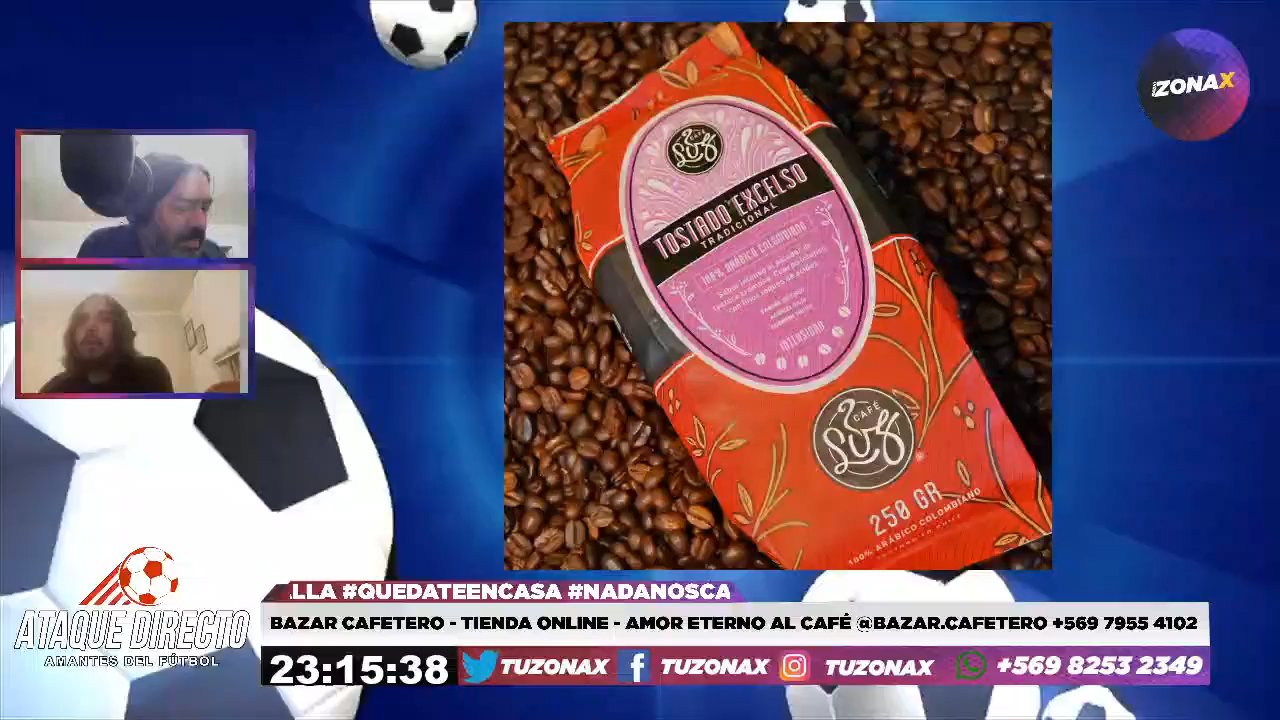 ZONAX
CAFÉ
Luz
TOSTADO EXCELSO
TRADICIONAL
100% ARÁBICO COLOMBIANO
INTENSIDAD
CAFÉ
Luz
250 GR
100% ARÁBICO COLOMBIANO
LLA #QUEDATEENCASA #NADANOSCA
BAZAR CAFETERO - TIENDA ONLINE - AMOR ETERNO AL CAFÉ @BAZAR.CAFETERO +569 7955 4102
ATAQUE DIRECTO
AMANTES DEL FÚTBOL
23:15:38 TUZONAX TUZONAX TUZONAX +569 8253 2349